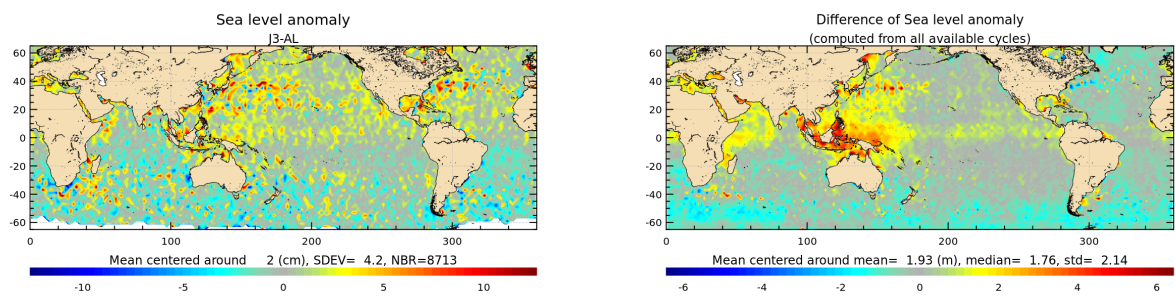 Sea level anomaly
J3-AL
60
40
20
0
-20
-40
-60
0 100 200 300
Mean centered around 2 (cm), SDEV= 4.2, NBR=8713
-10 -5 0 5 10
Difference of Sea level anomaly
(computed from all available cycles)
60
40
20
0
-20
-40
-60
0 100 200 300
Mean centered around mean= 1.93 (m), median= 1.76, std= 2.14
-6 -4 -2 0 2 4 6